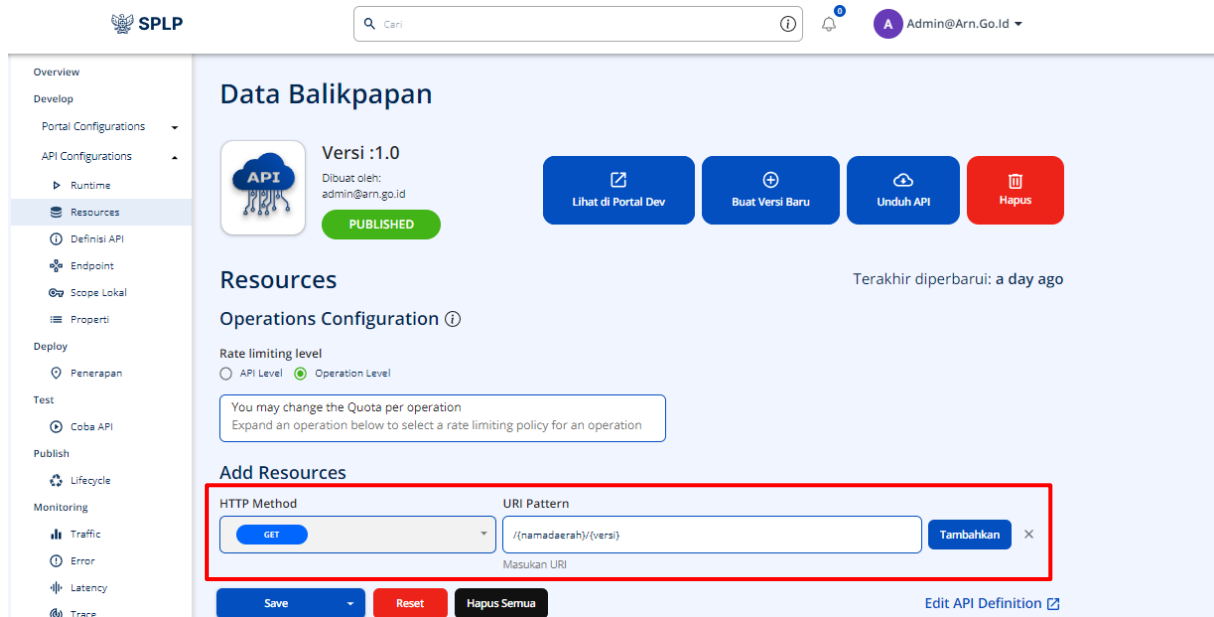 SPLP
Cari
0
A
Admin@Arn.Go.Id
Overview
Develop
Portal Configurations
API Configurations
Runtime
Resources
Definisi API
Endpoint
Scope Lokal
Properti
Deploy
Penerapan
Test
Coba API
Publish
Lifecycle
Monitoring
Traffic
Error
Latency
Trace
Data Balikpapan
API
Versi :1.0
Dibuat oleh:
admin@arn.go.id
PUBLISHED
Lihat di Portal Dev
Buat Versi Baru
Unduh API
Hapus
Resources
Terakhir diperbarui: a day ago
Operations Configuration
Rate limiting level
API Level
Operation Level
You may change the Quota per operation
Expand an operation below to select a rate limiting policy for an operation
Add Resources
HTTP Method
URI Pattern
GET
/{namadaerah}/{versi}
Tambahkan
Masukan URI
Save
Reset
Hapus Semua
Edit API Definition